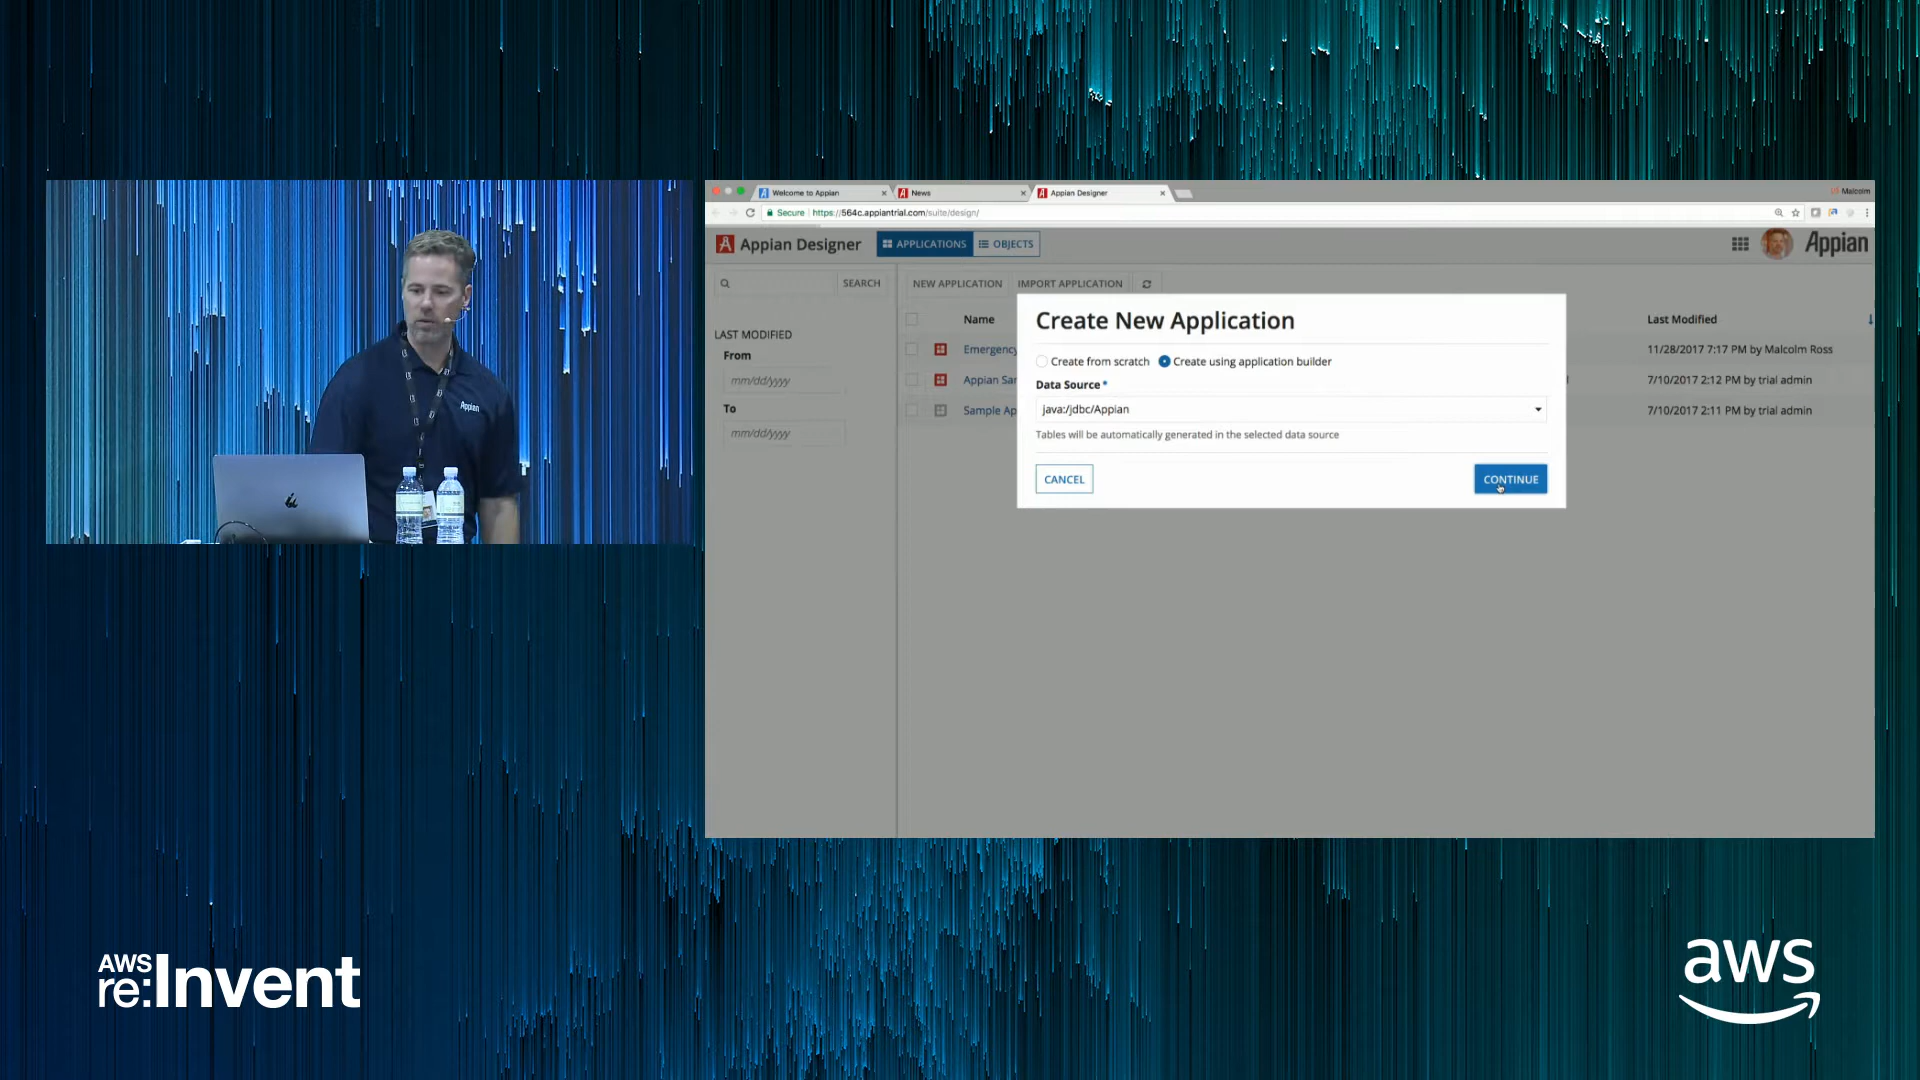 Welcome to Appian
News
Appian Designer
Malcolm
Secure
https://564c.appiantrial.com/suite/design/
Appian Designer
APPLICATIONS
OBJECTS
Appian
SEARCH
NEW APPLICATION
IMPORT APPLICATION
LAST MODIFIED
From
mm/dd/yyyy
To
mm/dd/yyyy
Name
Last Modified
Emergency
11/28/2017 7:17 PM by Malcolm Ross
Appian Sa
7/10/2017 2:12 PM by trial admin
Sample Ap
7/10/2017 2:11 PM by trial admin
Create New Application
Create from scratch
Create using application builder
Data Source *
java:/jdbc/Appian
Tables will be automatically generated in the selected data source
CANCEL
CONTINUE
Appian
AWS
re:Invent
aws